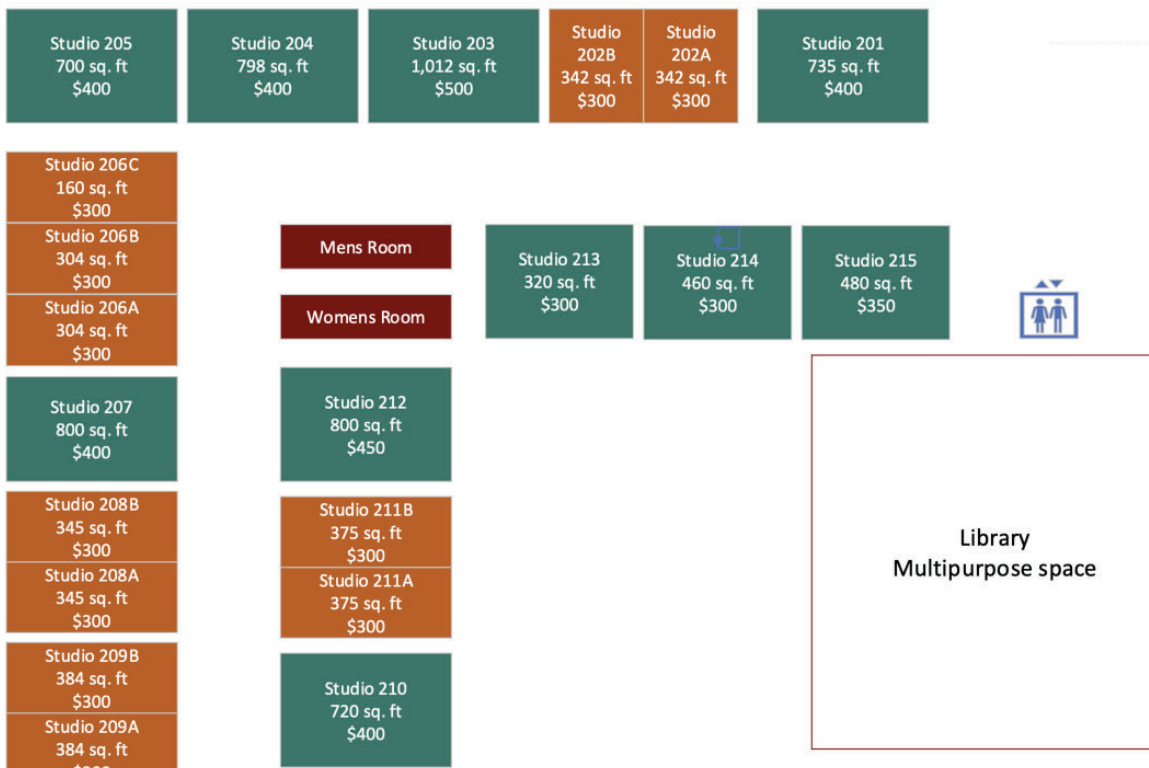 Studio 205
700 sq. ft
$400
Studio 204
798 sq. ft
$400
Studio 203
1,012 sq. ft
$500
Studio
202B
342 sq. ft
$300
Studio
202A
342 sq. ft
$300
Studio 201
735 sq. ft
$400
Studio 206C
160 sq. ft
$300
Studio 206B
304 sq. ft
$300
Studio 206A
304 sq. ft
$300
Mens Room
Womens Room
Studio 213
320 sq. ft
$300
Studio 214
460 sq. ft
$300
Studio 215
480 sq. ft
$350
Studio 207
800 sq. ft
$400
Studio 212
800 sq. ft
$450
Studio 208B
345 sq. ft
$300
Studio 208A
345 sq. ft
$300
Studio 211B
375 sq. ft
$300
Studio 211A
375 sq. ft
$300
Library
Multipurpose space
Studio 209B
384 sq. ft
$300
Studio 209A
384 sq. ft
Studio 210
720 sq. ft
$400